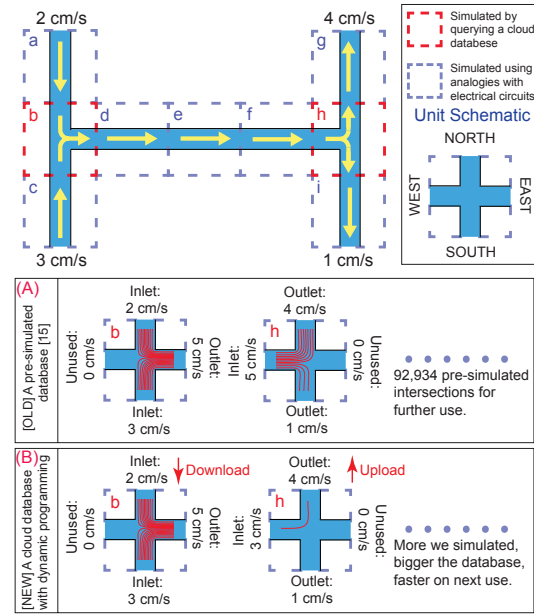 2 cm/s
4 cm/s
a
g
b
d
e
f
h
c
i
3 cm/s
1 cm/s
Simulated by
querying a cloud
databese
Simulated using
analogies with
electrical circuits
Unit Schematic
NORTH
WEST
EAST
SOUTH
(A)
[OLD] A pre-simulated
database [15]
Inlet:
2 cm/s
b
Unused:
0 cm/s
Outlet:
5 cm/s
Inlet:
3 cm/s
Outlet:
4 cm/s
h
Inlet:
5 cm/s
Unused:
0 cm/s
Outlet:
1 cm/s
92,934 pre-simulated
intersections for
further use.
(B)
[NEW] A cloud database
with dynamic programming
Inlet:
2 cm/s
Download
b
Unused:
0 cm/s
Outlet:
5 cm/s
Inlet:
3 cm/s
Outlet:
4 cm/s
Upload
h
Inlet:
3 cm/s
Unused:
0 cm/s
Outlet:
1 cm/s
More we simulated,
bigger the database,
faster on next use.